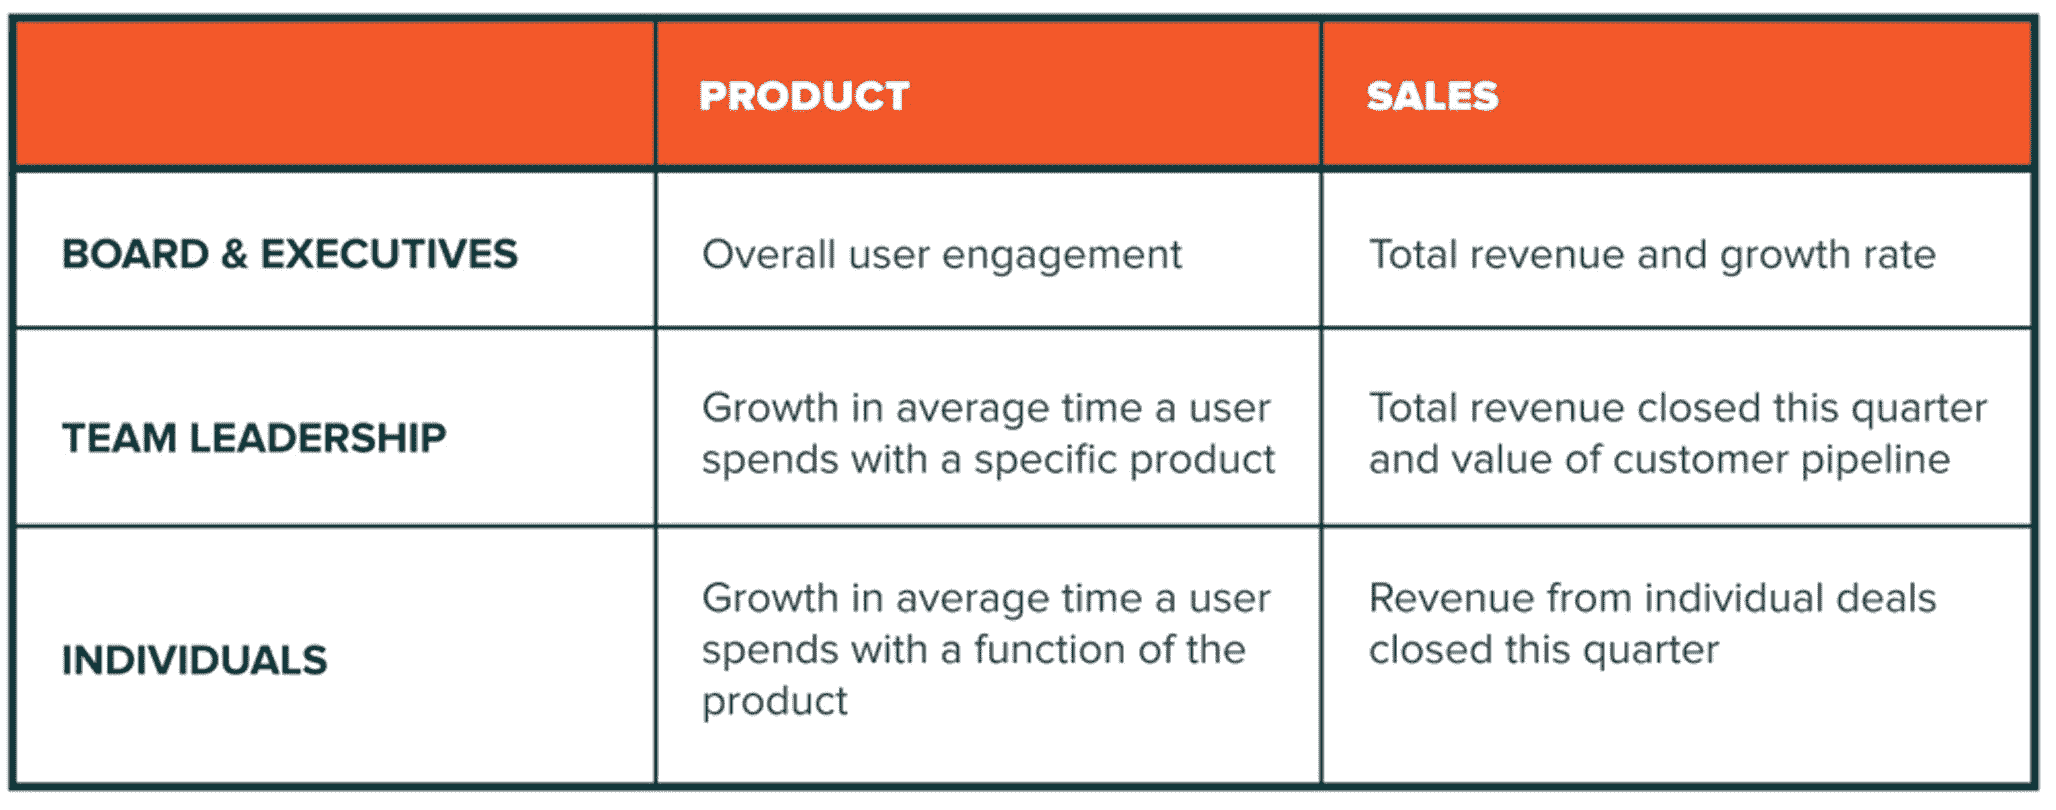 PRODUCT
SALES
BOARD & EXECUTIVES
Overall user engagement
Total revenue and growth rate
TEAM LEADERSHIP
Growth in average time a user
spends with a specific product
Total revenue closed this quarter
and value of customer pipeline
INDIVIDUALS
Growth in average time a user
spends with a function of the
product
Revenue from individual deals
closed this quarter